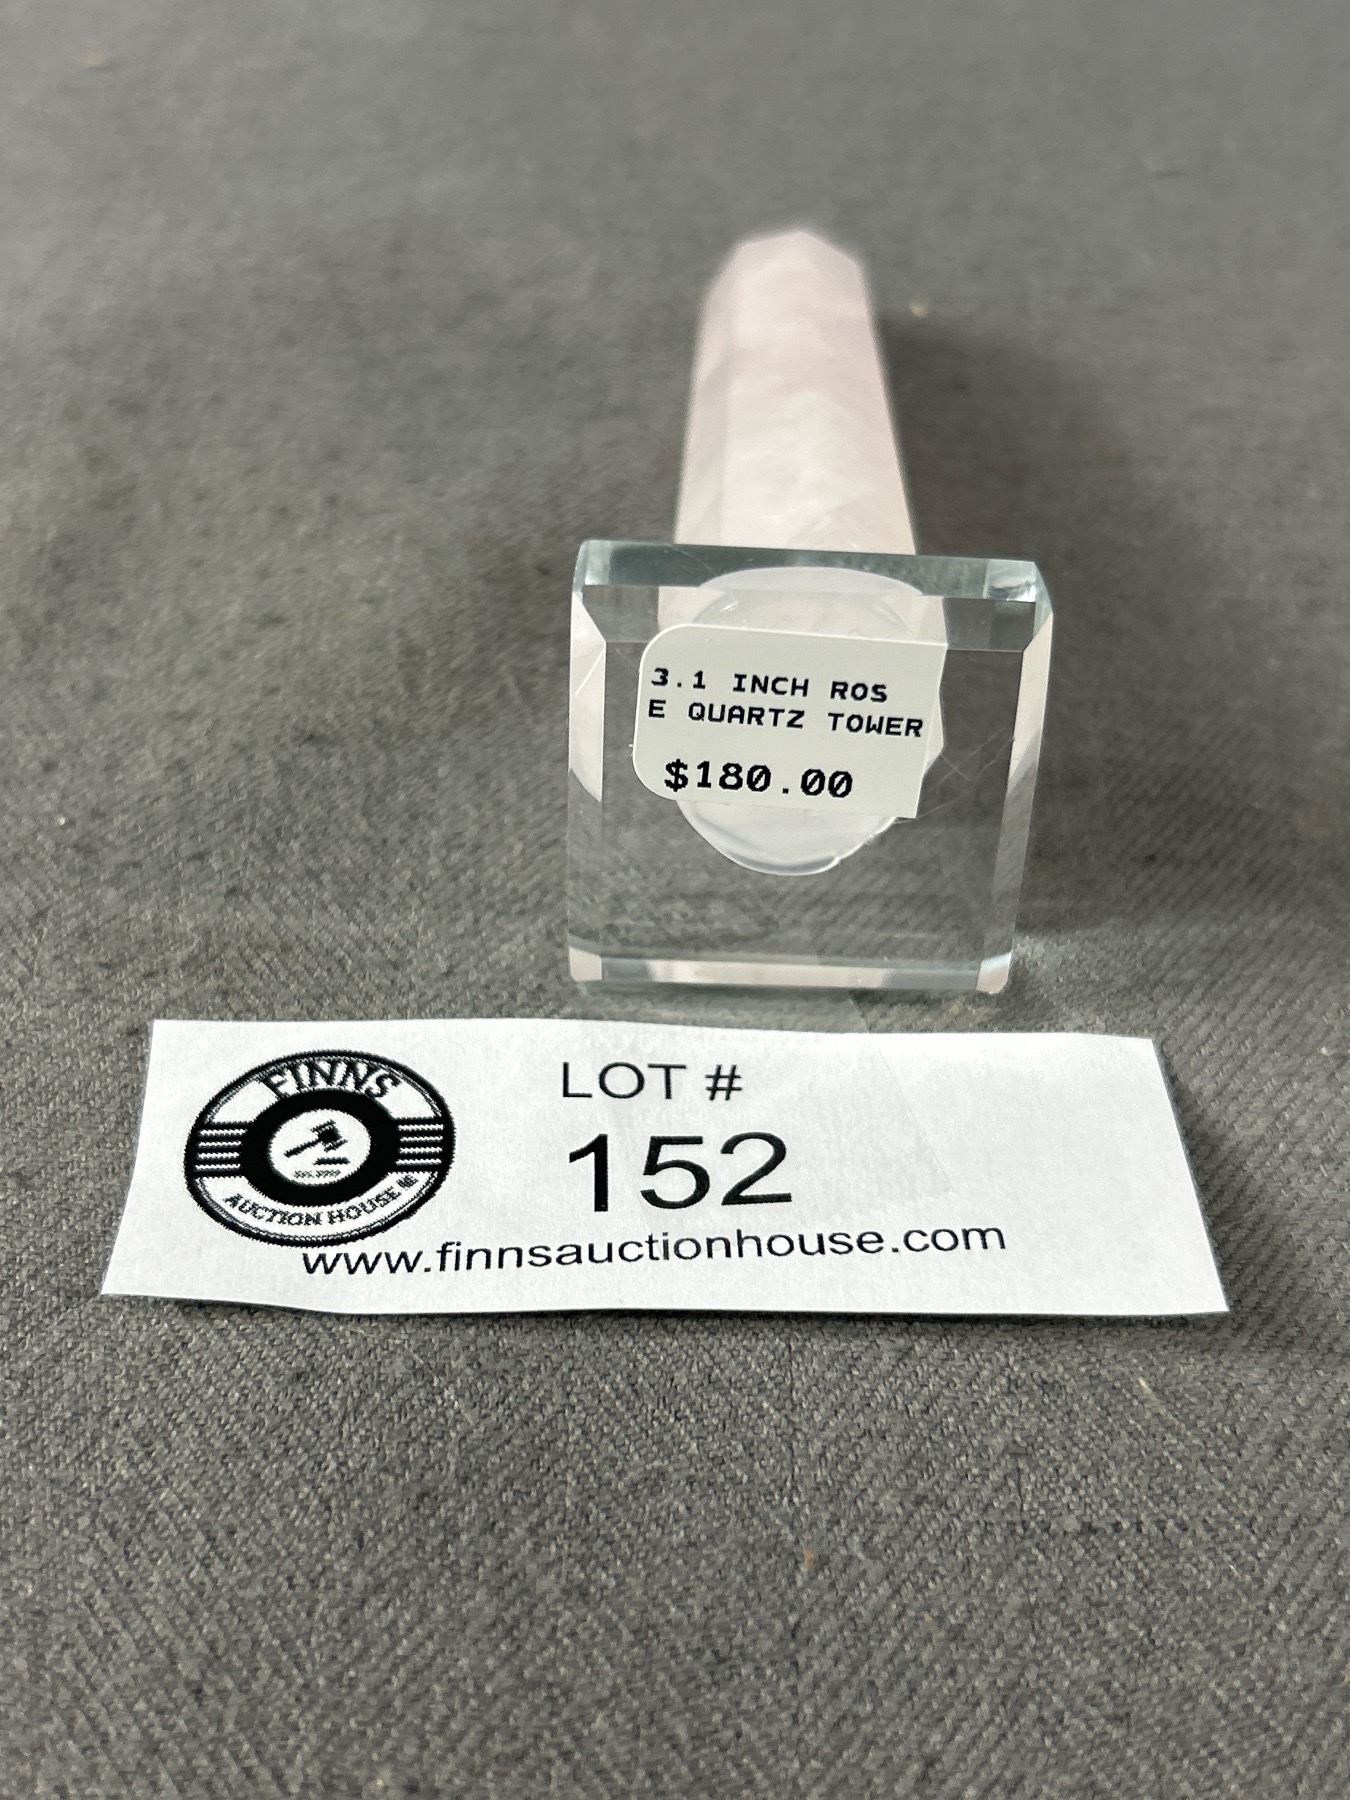 3.1 INCH ROS
E QUARTZ TOWER
$180.00
FINNS
AUCTION HOUSE
LOT #
152
www.finnsauctionhouse.com